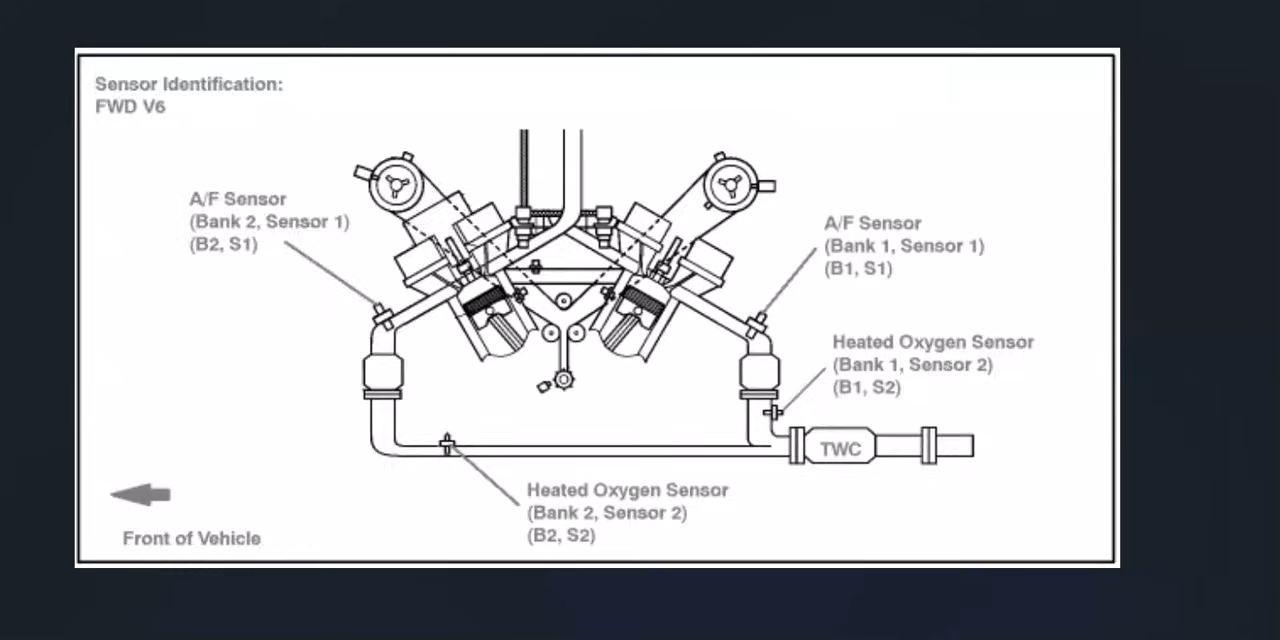 Sensor Identification:
FWD V6
A/F Sensor
(Bank 2, Sensor 1)
(B2, S1)
A/F Sensor
(Bank 1, Sensor 1)
(B1, S1)
Heated Oxygen Sensor
(Bank 1, Sensor 2)
(B1, S2)
TWC
Heated Oxygen Sensor
(Bank 2, Sensor 2)
(B2, S2)
Front of Vehicle